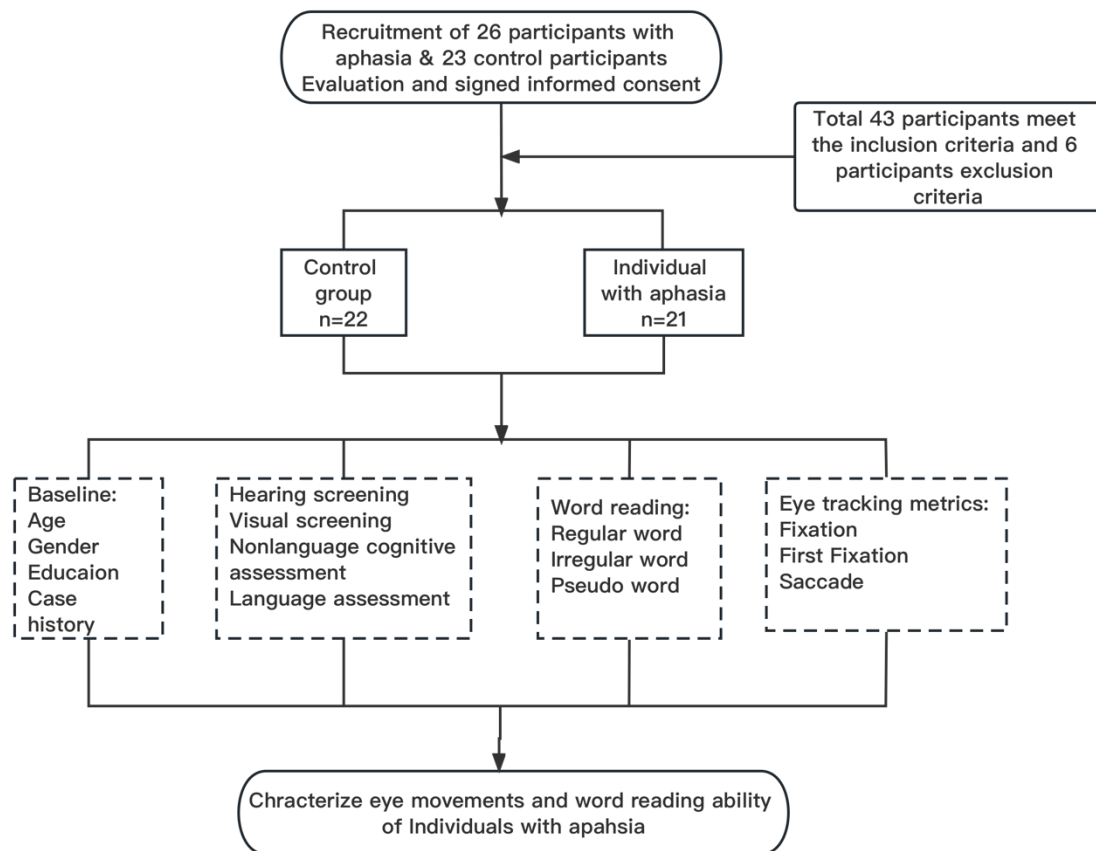 Recruitment of 26 participants with
aphasia & 23 control participants
Evaluation and signed informed consent
Total 43 participants meet
the inclusion criteria and 6
participants exclusion
criteria
Control
group
n=22
Individual
with aphasia
n=21
Baseline:
Age
Gender
Educaion
Case
history
Hearing screening
Visual screening
Nonlanguage cognitive
assessment
Language assessment
Word reading:
Regular word
Irregular word
Pseudo word
Eye tracking metrics:
Fixation
First Fixation
Saccade
Chracterize eye movements and word reading ability
of Individuals with apahsia